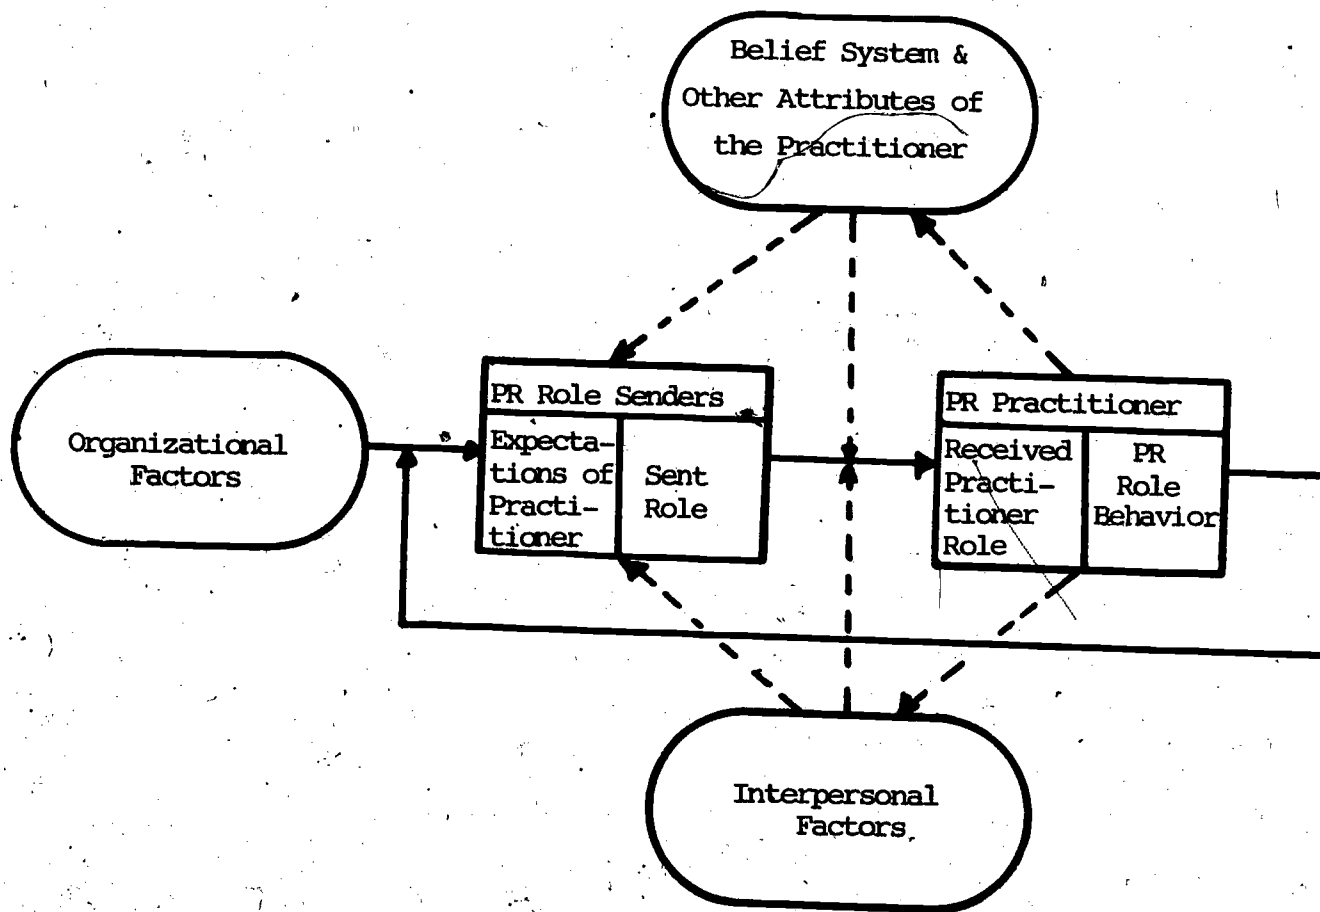 Belief System &
Other Attributes of
the Practitioner
Organizational
Factors
PR Role Senders
Expecta-
tions of
Practi-
tioner
Sent
Role
PR Practitioner
Received
Practi-
tioner
Role
PR
Role
Behavior
Interpersonal
Factors